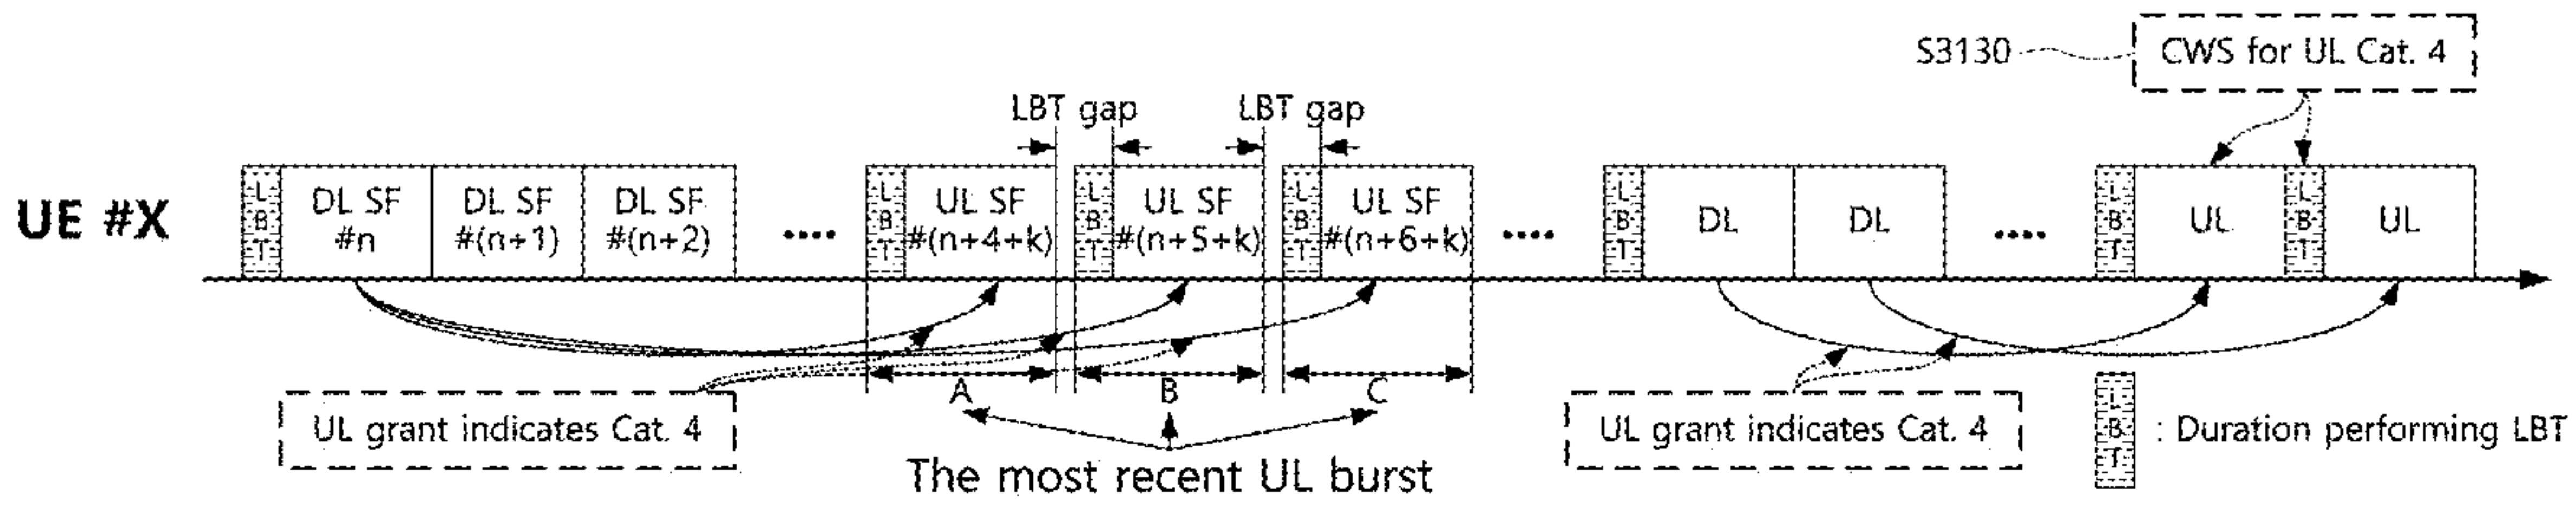 S3130
CWS for UL Cat. 4
LBT gap
LBT gap
UE #X
L
B
T
DL SF
#n
DL SF
#(n+1)
DL SF
#(n+2)
....
L
B
T
UL SF
#(n+4+k)
L
B
T
UL SF
#(n+5+k)
L
B
T
UL SF
#(n+6+k)
....
L
B
T
DL
DL
....
L
B
T
UL
L
B
T
UL
A
B
C
UL grant indicates Cat. 4
The most recent UL burst
UL grant indicates Cat. 4
L
B
T
: Duration performing LBT